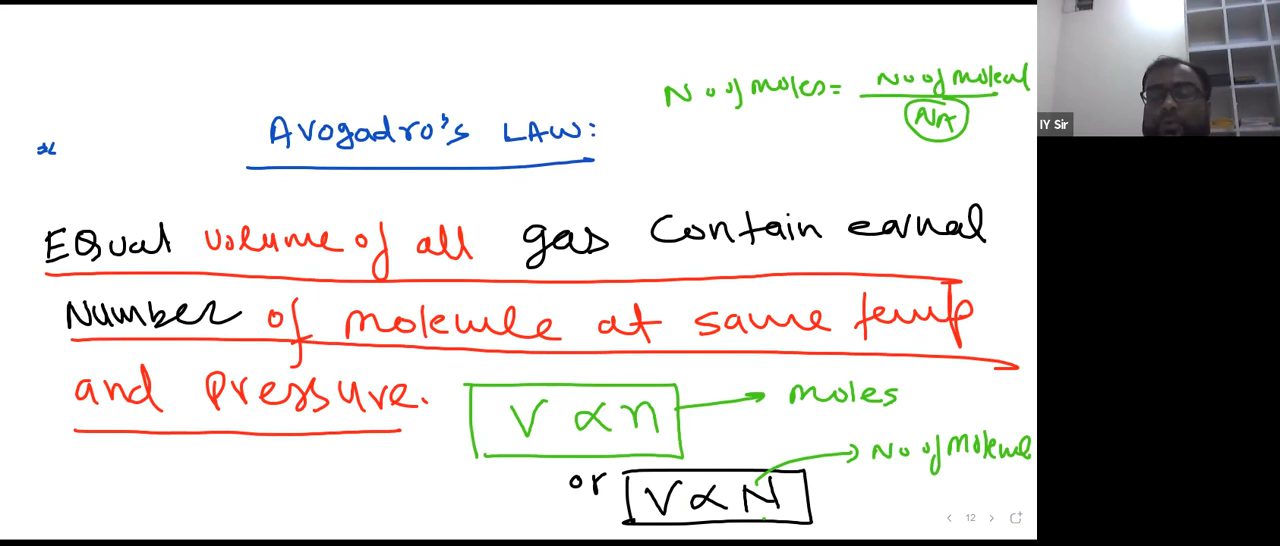 No of moles = No of molecul
NA
IY Sir
Avogadro's LAW:
EQual volume of all gas Contain eaual
Number of molecule at same temp
and Pressure.
V ∝ n → moles
or V ∝ N → No of Molecule
< 12 >